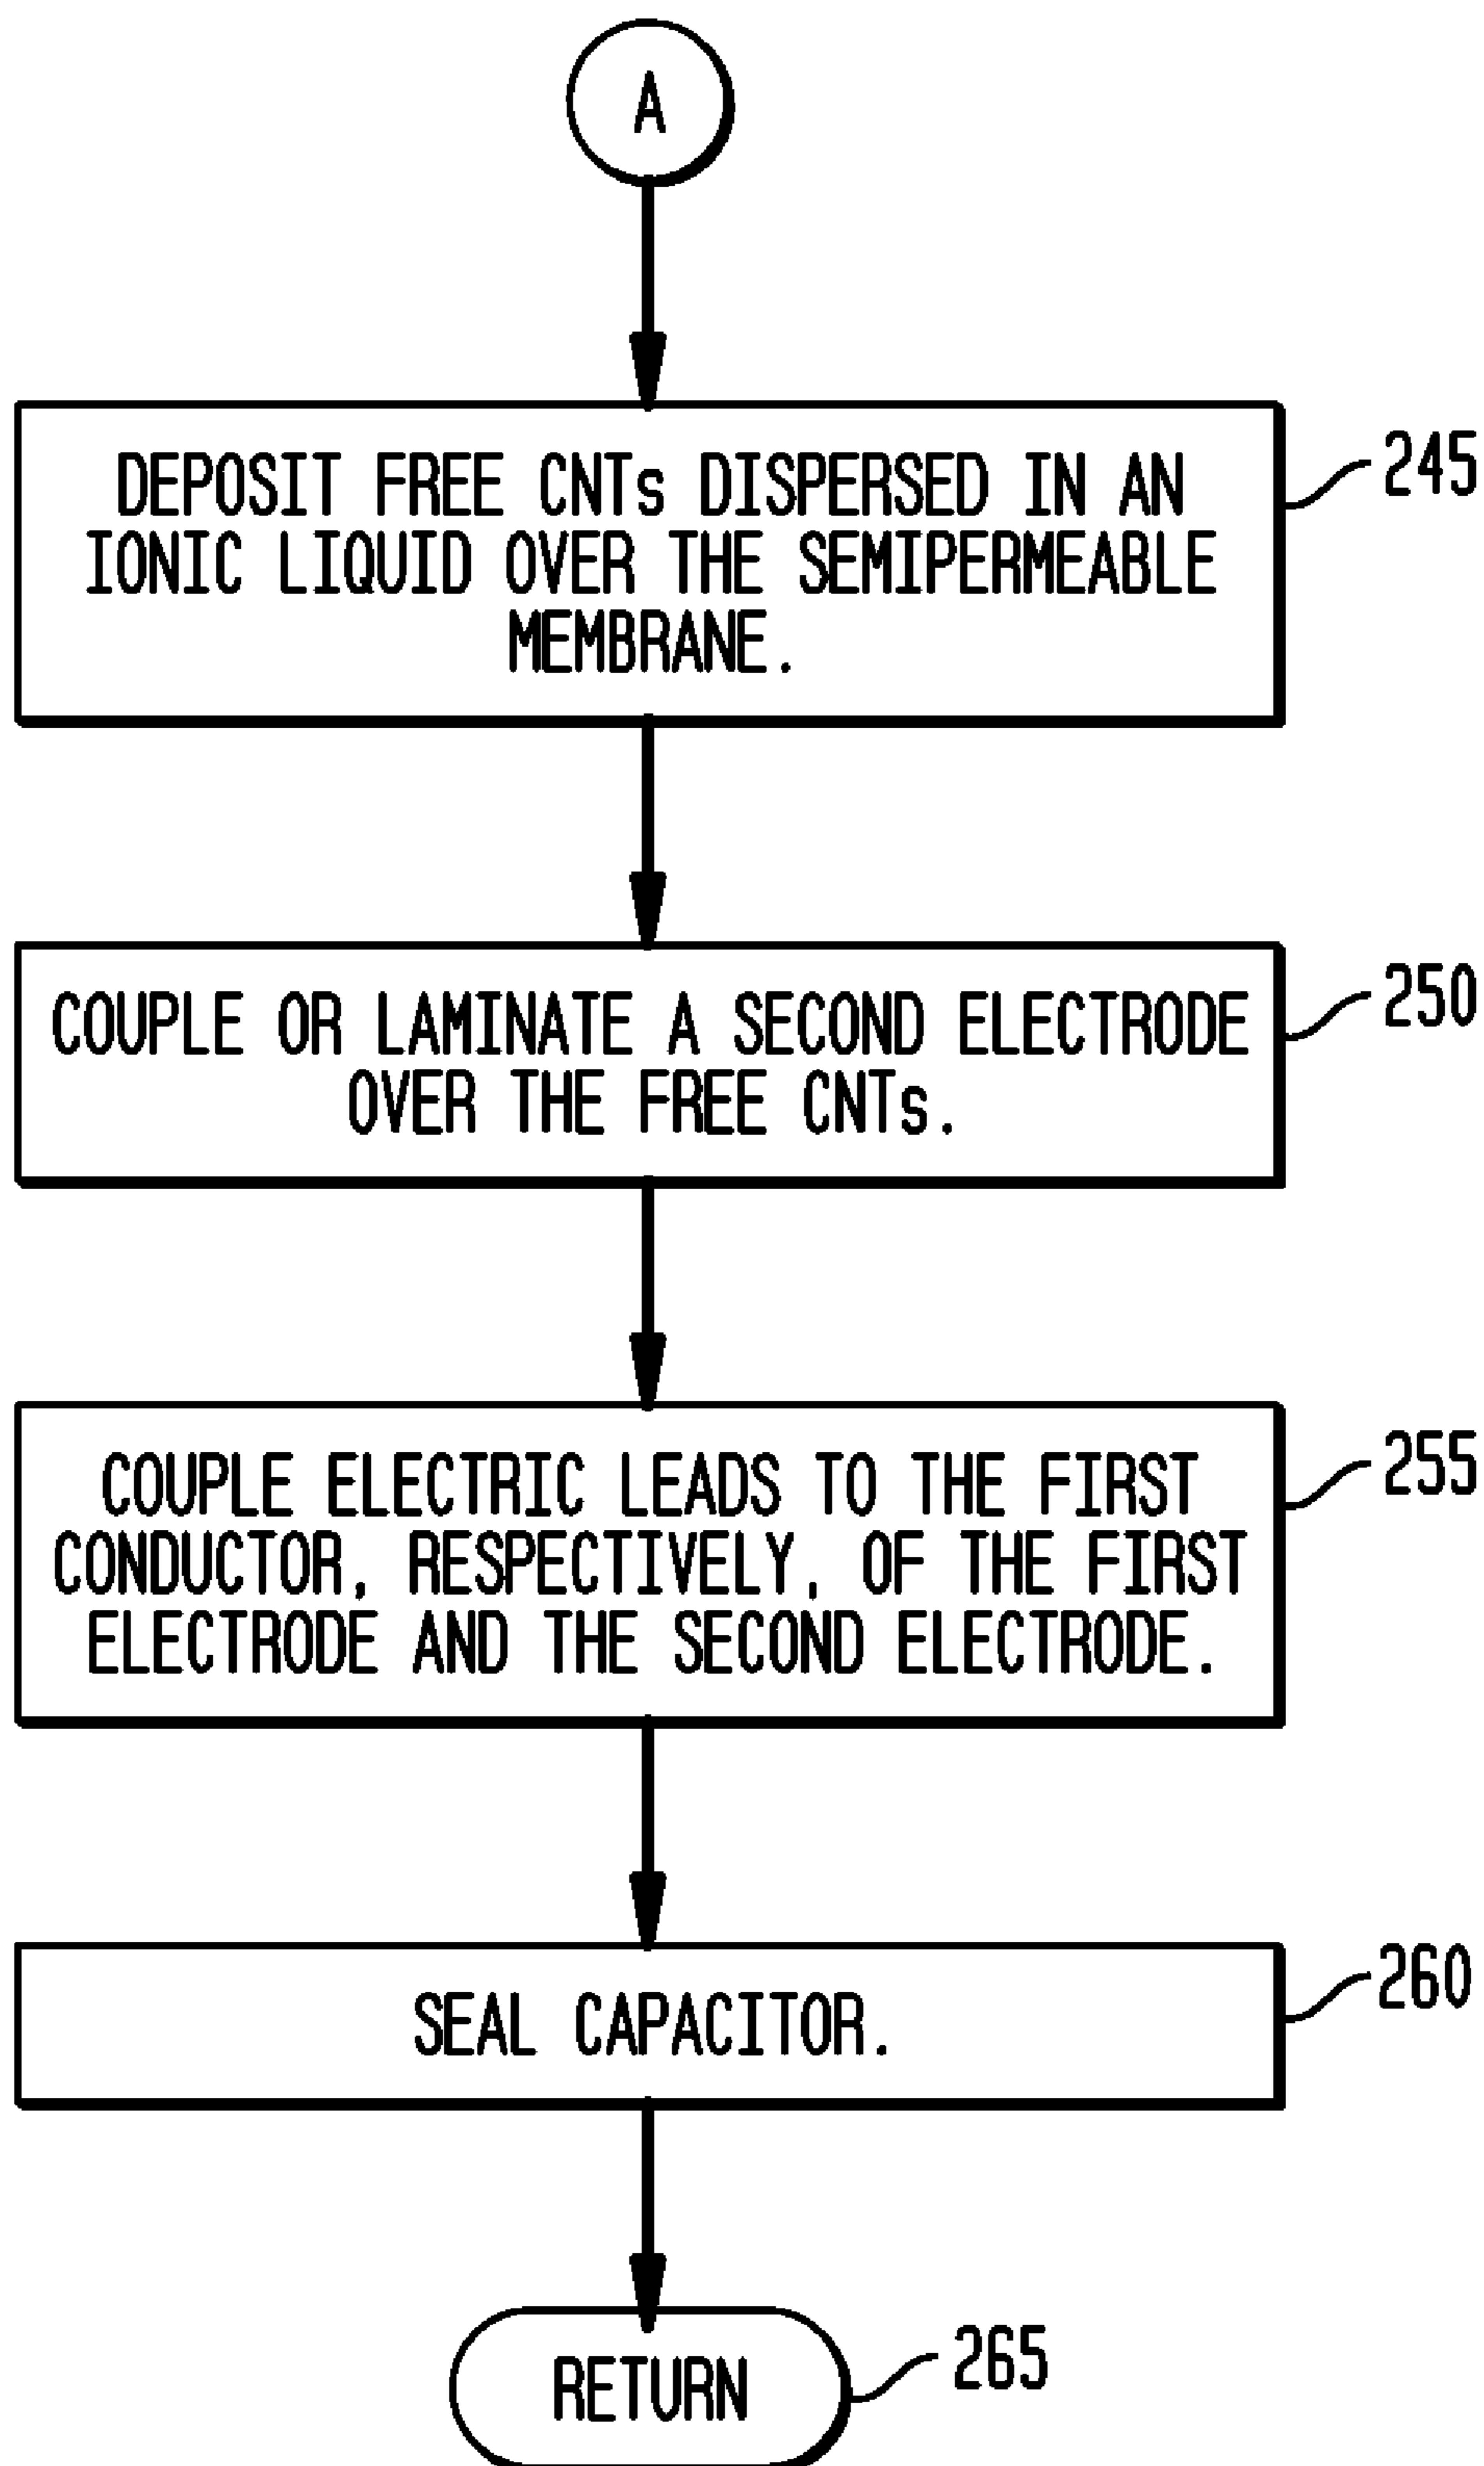 A
DEPOSIT FREE CNTs DISPERSED IN AN
IONIC LIQUID OVER THE SEMIPERMEABLE
MEMBRANE.
245
COUPLE OR LAMINATE A SECOND ELECTRODE
OVER THE FREE CNTs.
250
COUPLE ELECTRIC LEADS TO THE FIRST
CONDUCTOR, RESPECTIVELY, OF THE FIRST
ELECTRODE AND THE SECOND ELECTRODE.
255
SEAL CAPACITOR.
260
RETURN
265